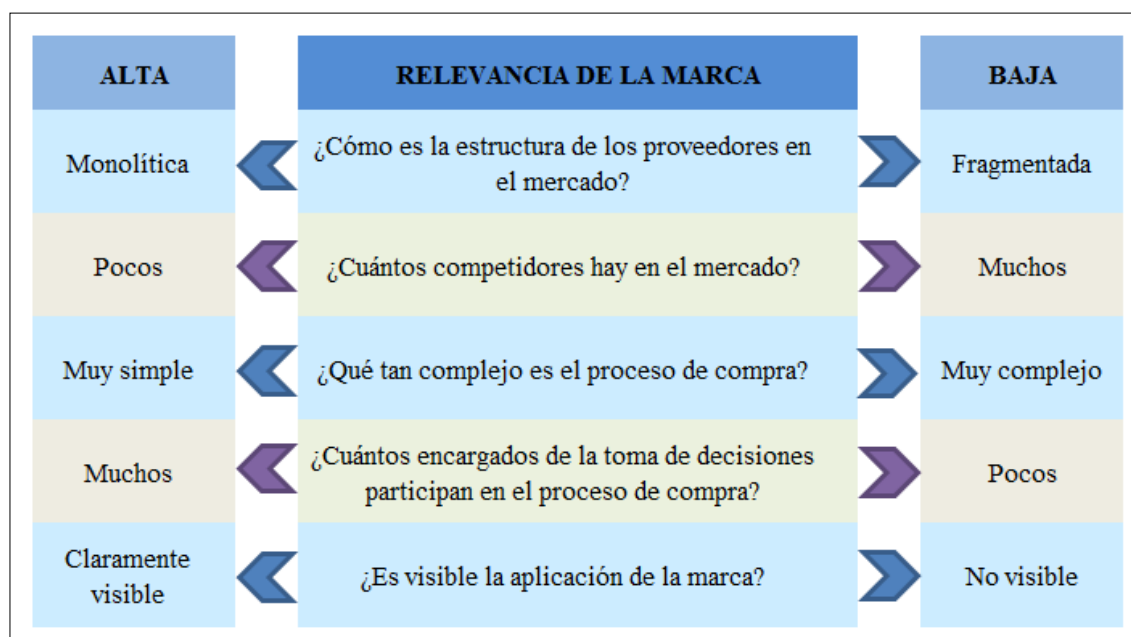 ALTA
RELEVANCIA DE LA MARCA
BAJA
Monolítica
¿Cómo es la estructura de los proveedores en
el mercado?
Fragmentada
Pocos
¿Cuántos competidores hay en el mercado?
Muchos
Muy simple
¿Qué tan complejo es el proceso de compra?
Muy complejo
Muchos
¿Cuántos encargados de la toma de decisiones
participan en el proceso de compra?
Pocos
Claramente
visible
¿Es visible la aplicación de la marca?
No visible